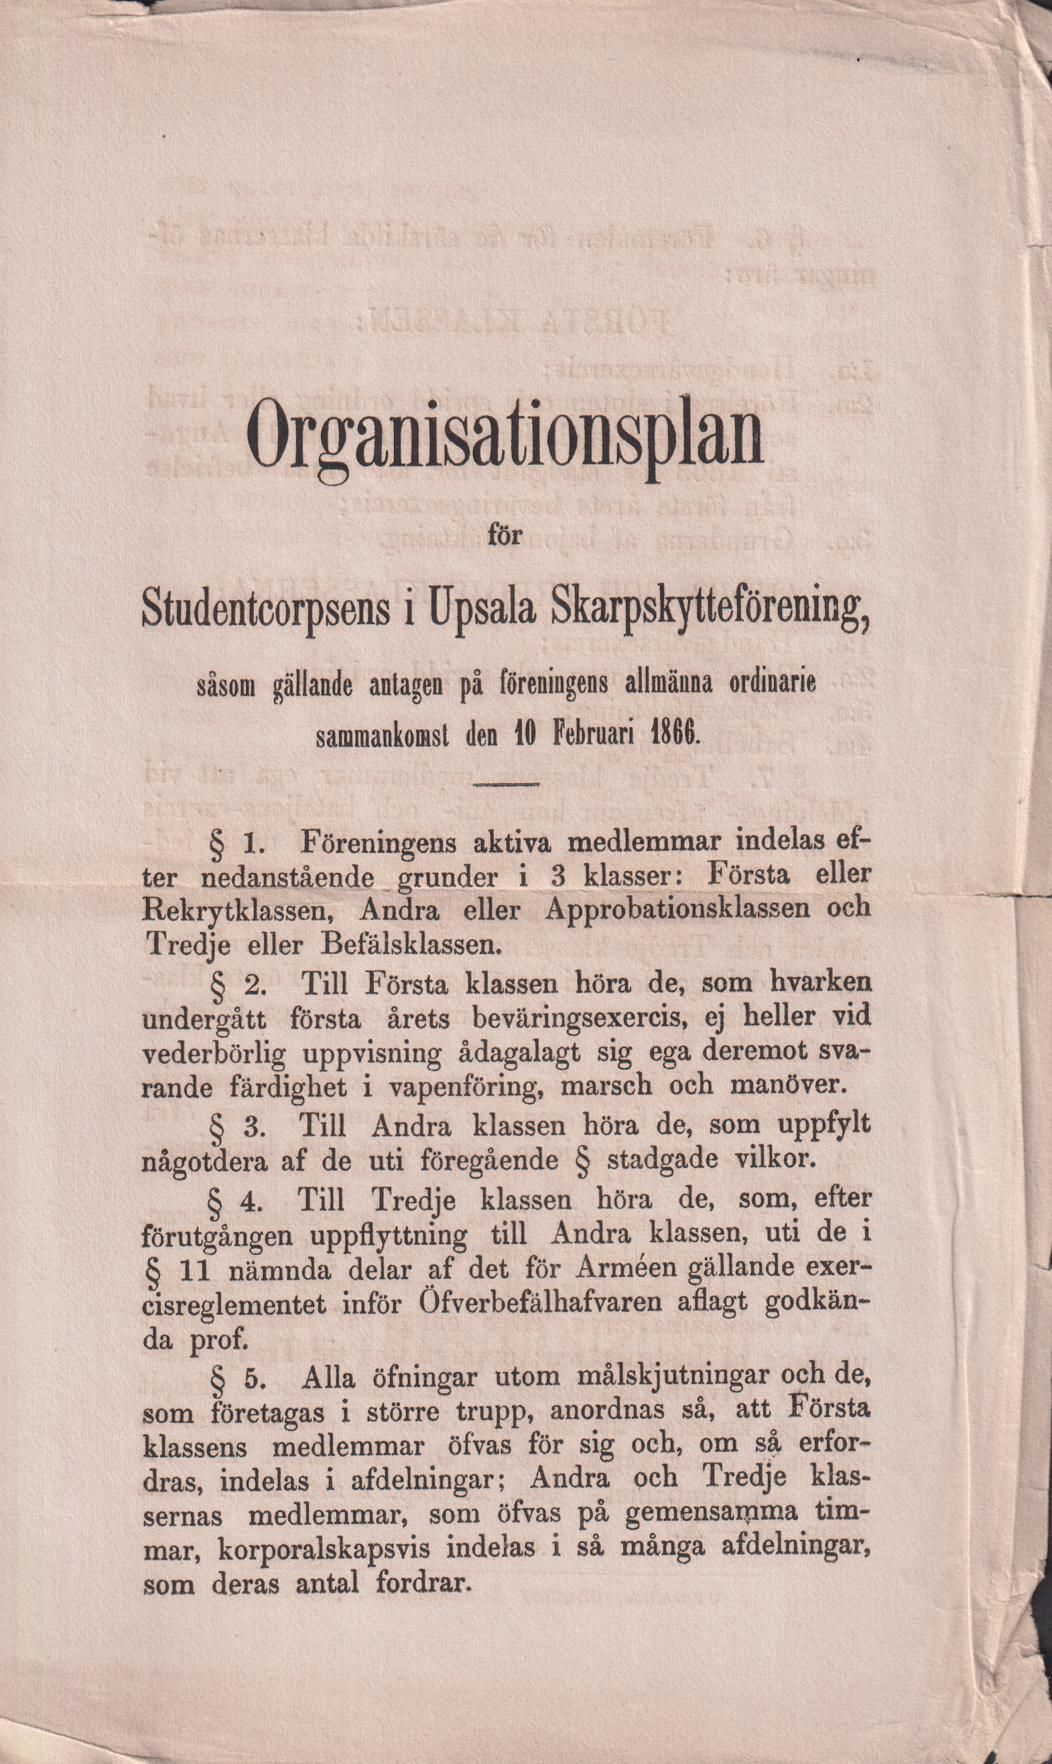 Organisationsplan
för
Studentcorpsens i Upsala Skarpskytteförening,
såsom gällande antagen på föreningens allmänna ordinarie
sammankomst den 10 Februari 1866.
§ 1. Föreningens aktiva medlemmar indelas ef-
ter nedanstående grunder i 3 klasser: Första eller
Rekrytklassen, Andra eller Approbationsklassen och
Tredje eller Befälsklassen.
§ 2. Till Första klassen höra de, som hvarken
undergått första årets beväringsexercis, ej heller vid
vederbörlig uppvisning ådagalagt sig ega deremot sva-
rande färdighet i vapenföring, marsch och manöver.
§ 3. Till Andra klassen höra de, som uppfylt
någotdera af de uti föregående § stadgade vilkor.
§ 4. Till Tredje klassen höra de, som, efter
förutgången uppflyttning till Andra klassen, uti de i
§ 11 nämnda delar af det för Arméen gällande exer-
cisreglementet inför Öfverbefälhafvaren aflagt godkän-
da prof.
§ 5. Alla öfningar utom målskjutningar och de,
som företagas i större trupp, anordnas så, att Första
klassens medlemmar öfvas för sig och, om så erfor-
dras, indelas i afdelningar; Andra och Tredje klas-
sernas medlemmar, som öfvas på gemensamma tim-
mar, korporalskapsvis indelas i så många afdelningar,
som deras antal fordrar.